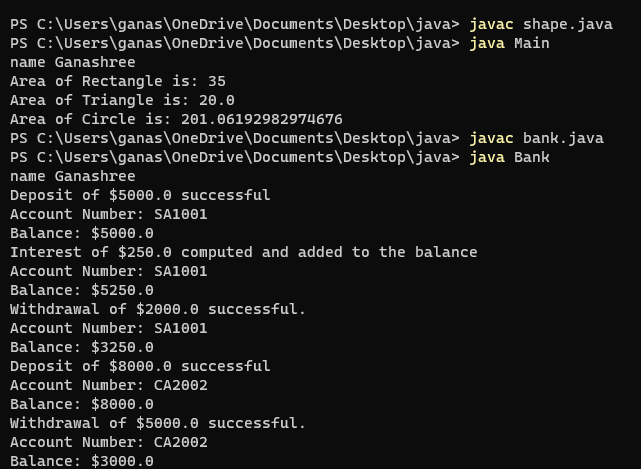 PS C:\Users\ganas\OneDrive\Documents\Desktop\java> javac shape.java
PS C:\Users\ganas\OneDrive\Documents\Desktop\java> java Main
name Ganashree
Area of Rectangle is: 35
Area of Triangle is: 20.0
Area of Circle is: 201.06192982974676
PS C:\Users\ganas\OneDrive\Documents\Desktop\java> javac bank.java
PS C:\Users\ganas\OneDrive\Documents\Desktop\java> java Bank
name Ganashree
Deposit of $5000.0 successful
Account Number: SA1001
Balance: $5000.0
Interest of $250.0 computed and added to the balance
Account Number: SA1001
Balance: $5250.0
Withdrawal of $2000.0 successful.
Account Number: SA1001
Balance: $3250.0
Deposit of $8000.0 successful
Account Number: CA2002
Balance: $8000.0
Withdrawal of $5000.0 successful.
Account Number: CA2002
Balance: $3000.0